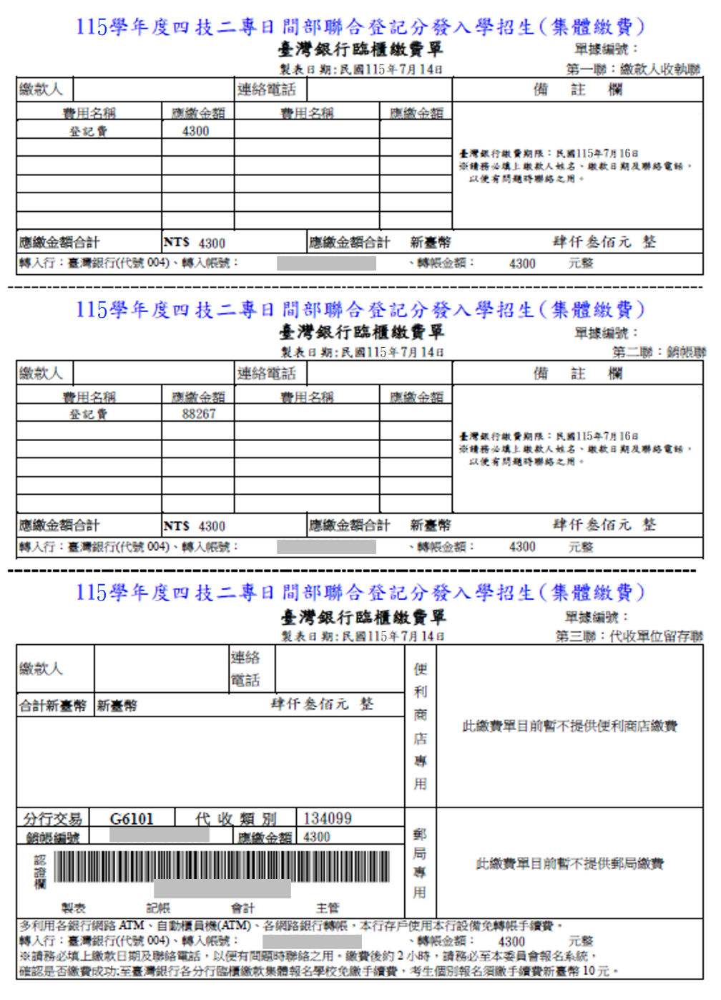 115學年度四技二專日間部聯合登記分發入學招生(集體繳費)
臺灣銀行臨櫃繳費單 單據編號：
製表日期:民國115年7月14日 第一聯：繳款人收執聯
繳款人 連絡電話 備 註 欄
費用名稱 應繳金額 費用名稱 應繳金額
登記費 4300
臺灣銀行繳費期限：民國115年7月16日
※請務必填上繳款人姓名、繳款日期及聯絡電話，
以便有問題時聯絡之用。
應繳金額合計 NT$ 4300 應繳金額合計 新臺幣 肆仟叁佰元 整
轉入行：臺灣銀行(代號 004)、轉入帳號： 、轉帳金額： 4300 元整
115學年度四技二專日間部聯合登記分發入學招生(集體繳費)
臺灣銀行臨櫃繳費單 單據編號：
製表日期:民國115年7月14日 第二聯：銷帳聯
繳款人 連絡電話 備 註 欄
費用名稱 應繳金額 費用名稱 應繳金額
登記費 88267
臺灣銀行繳費期限：民國115年7月16日
※請務必填上繳款人姓名、繳款日期及聯絡電話，
以便有問題時聯絡之用。
應繳金額合計 NT$ 4300 應繳金額合計 新臺幣 肆仟叁佰元 整
轉入行：臺灣銀行(代號 004)、轉入帳號： 、轉帳金額： 4300 元整
115學年度四技二專日間部聯合登記分發入學招生(集體繳費)
臺灣銀行臨櫃繳費單 單據編號：
製表日期:民國115年7月14日 第三聯：代收單位留存聯
繳款人 連絡電話
合計新臺幣 新臺幣 肆仟叁佰元 整
便利商店專用 此繳費單目前暫不提供便利商店繳費
分行交易 G6101 代 收 類 別 134099
銷帳編號 應繳金額 4300
郵局專用 此繳費單目前暫不提供郵局繳費
認證欄
製表 記帳 會計 主管
多利用各銀行網路 ATM、自動櫃員機(ATM)、各網路銀行轉帳，本行存戶使用本行設備免轉帳手續費。
轉入行：臺灣銀行(代號 004)、轉入帳號： 、轉帳金額： 4300 元整
※請務必填上繳款日期及聯絡電話，以便有問題時聯絡之用。繳費後約 2 小時，請務必至本委員會報名系統，
確認是否繳費成功;至臺灣銀行各分行臨櫃繳款集體報名學校免繳手續費，考生個別報名須繳手續費新臺幣 10 元。